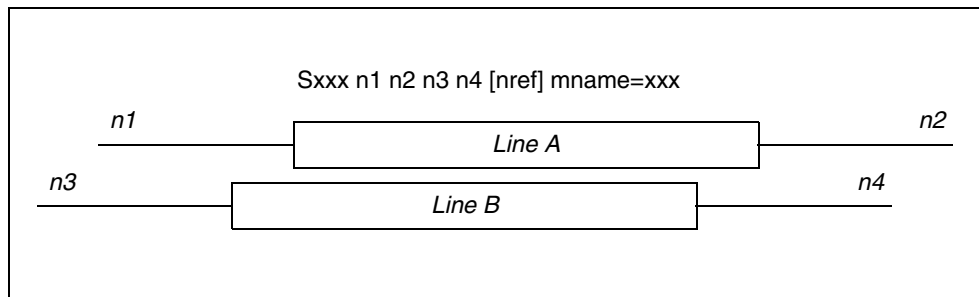 Sxxx n1 n2 n3 n4 [nref] mname=xxx
n1 Line A n2
n3 Line B n4